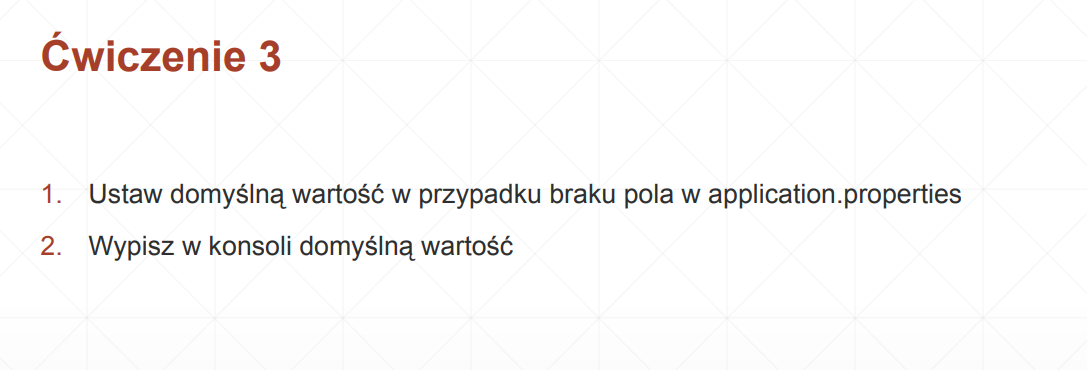 Ćwiczenie 3
1. Ustaw domyślną wartość w przypadku braku pola w application.properties
2. Wypisz w konsoli domyślną wartość